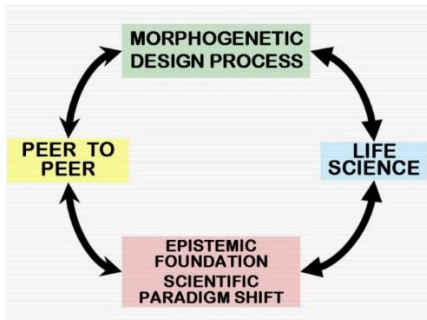 MORPHOGENETIC
DESIGN PROCESS
PEER TO
PEER
LIFE
SCIENCE
EPISTEMIC
FOUNDATION
SCIENTIFIC
PARADIGM SHIFT